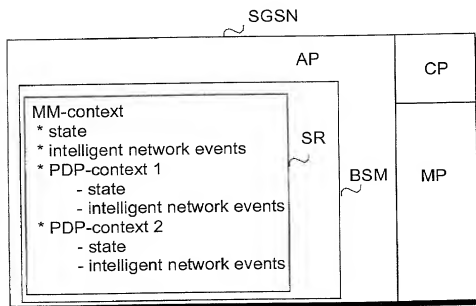 SGSN
AP
CP
MM-context
* state
* intelligent network events
* PDP-context 1
- state
- intelligent network events
* PDP-context 2
- state
- intelligent network events
SR
BSM
MP